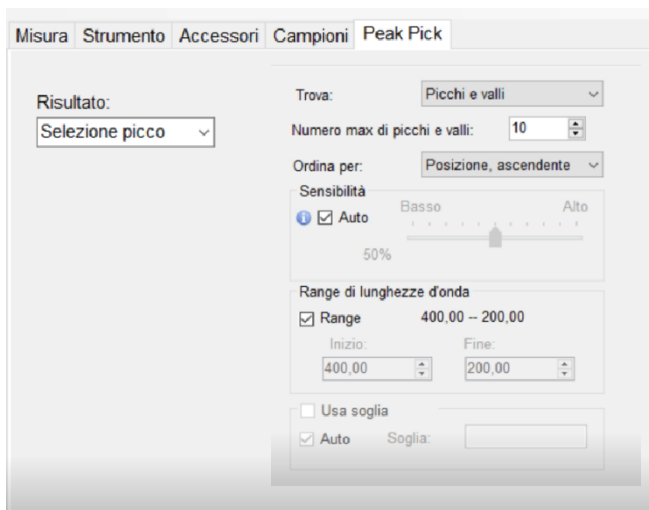 Misura Strumento Accessori Campioni Peak Pick
Risultato:
Selezione picco
Trova: Picchi e valli
Numero max di picchi e valli: 10
Ordina per: Posizione, ascendente
Sensibilità
Auto Basso Alto
50%
Range di lunghezze d'onda
Range 400,00 -- 200,00
Inizio: Fine:
400,00 200,00
Usa soglia
Auto Soglia: